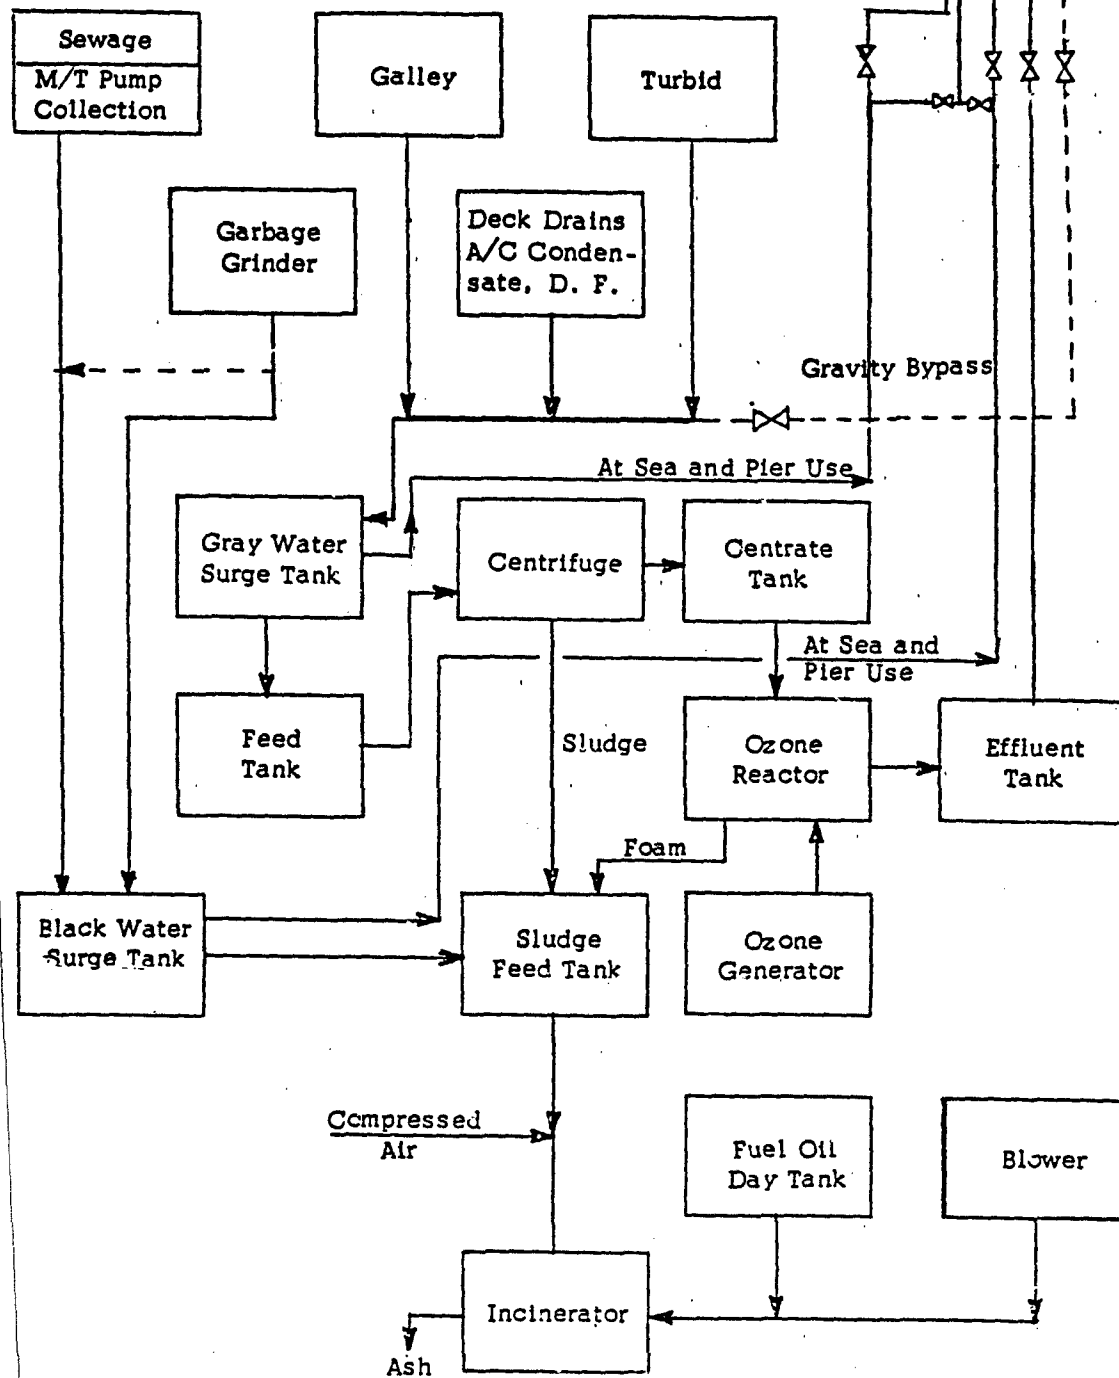 Sewage
M/T Pump
Collection
Galley
Turbid
Garbage
Grinder
Deck Drains
A/C Conden-
sate, D. F.
Gravity Bypass
At Sea and Pier Use
Gray Water
Surge Tank
Centrifuge
Centrate
Tank
At Sea and
Pier Use
Feed
Tank
Sludge
Ozone
Reactor
Effluent
Tank
Foam
Black Water
Surge Tank
Sludge
Feed Tank
Ozone
Generator
Compressed
Air
Fuel Oil
Day Tank
Blower
Incinerator
Ash